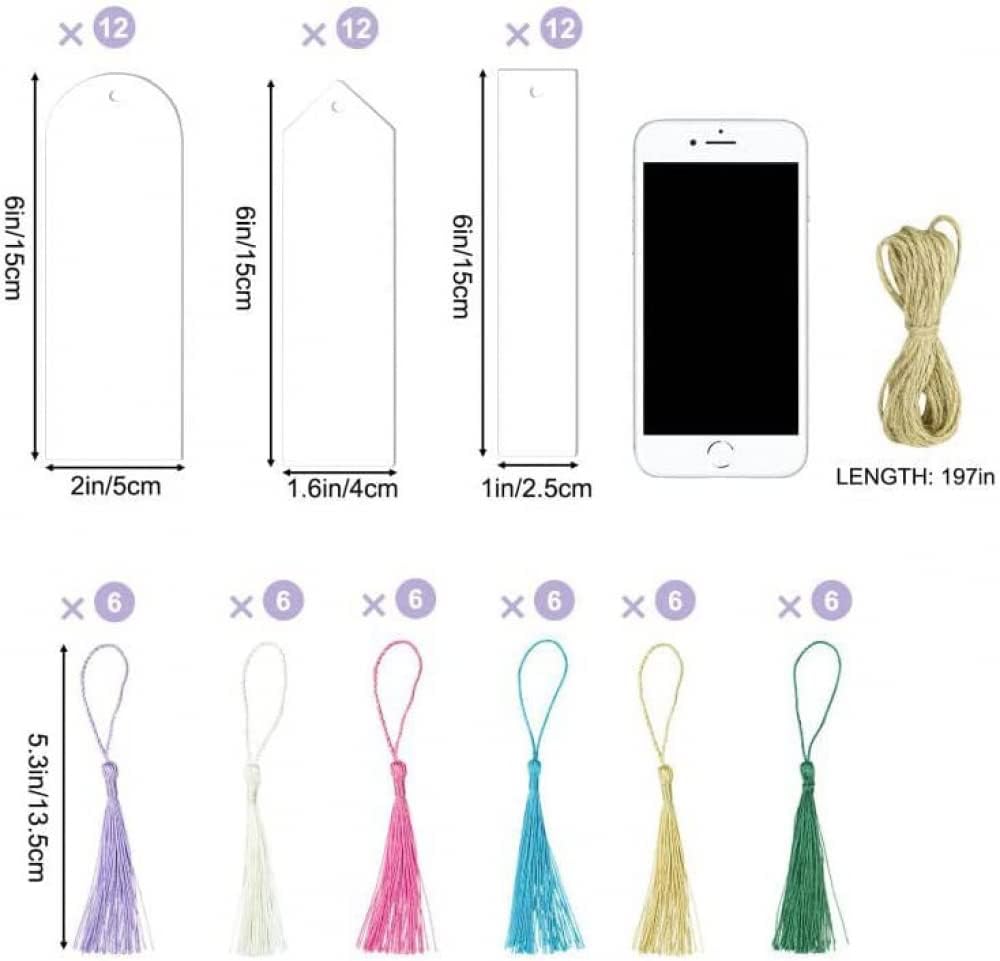 × 12
× 12
× 12
6in/15cm
6in/15cm
6in/15cm
2in/5cm
1.6in/4cm
1in/2.5cm
LENGTH: 197in
× 6
× 6
× 6
× 6
× 6
× 6
5.3in/13.5cm